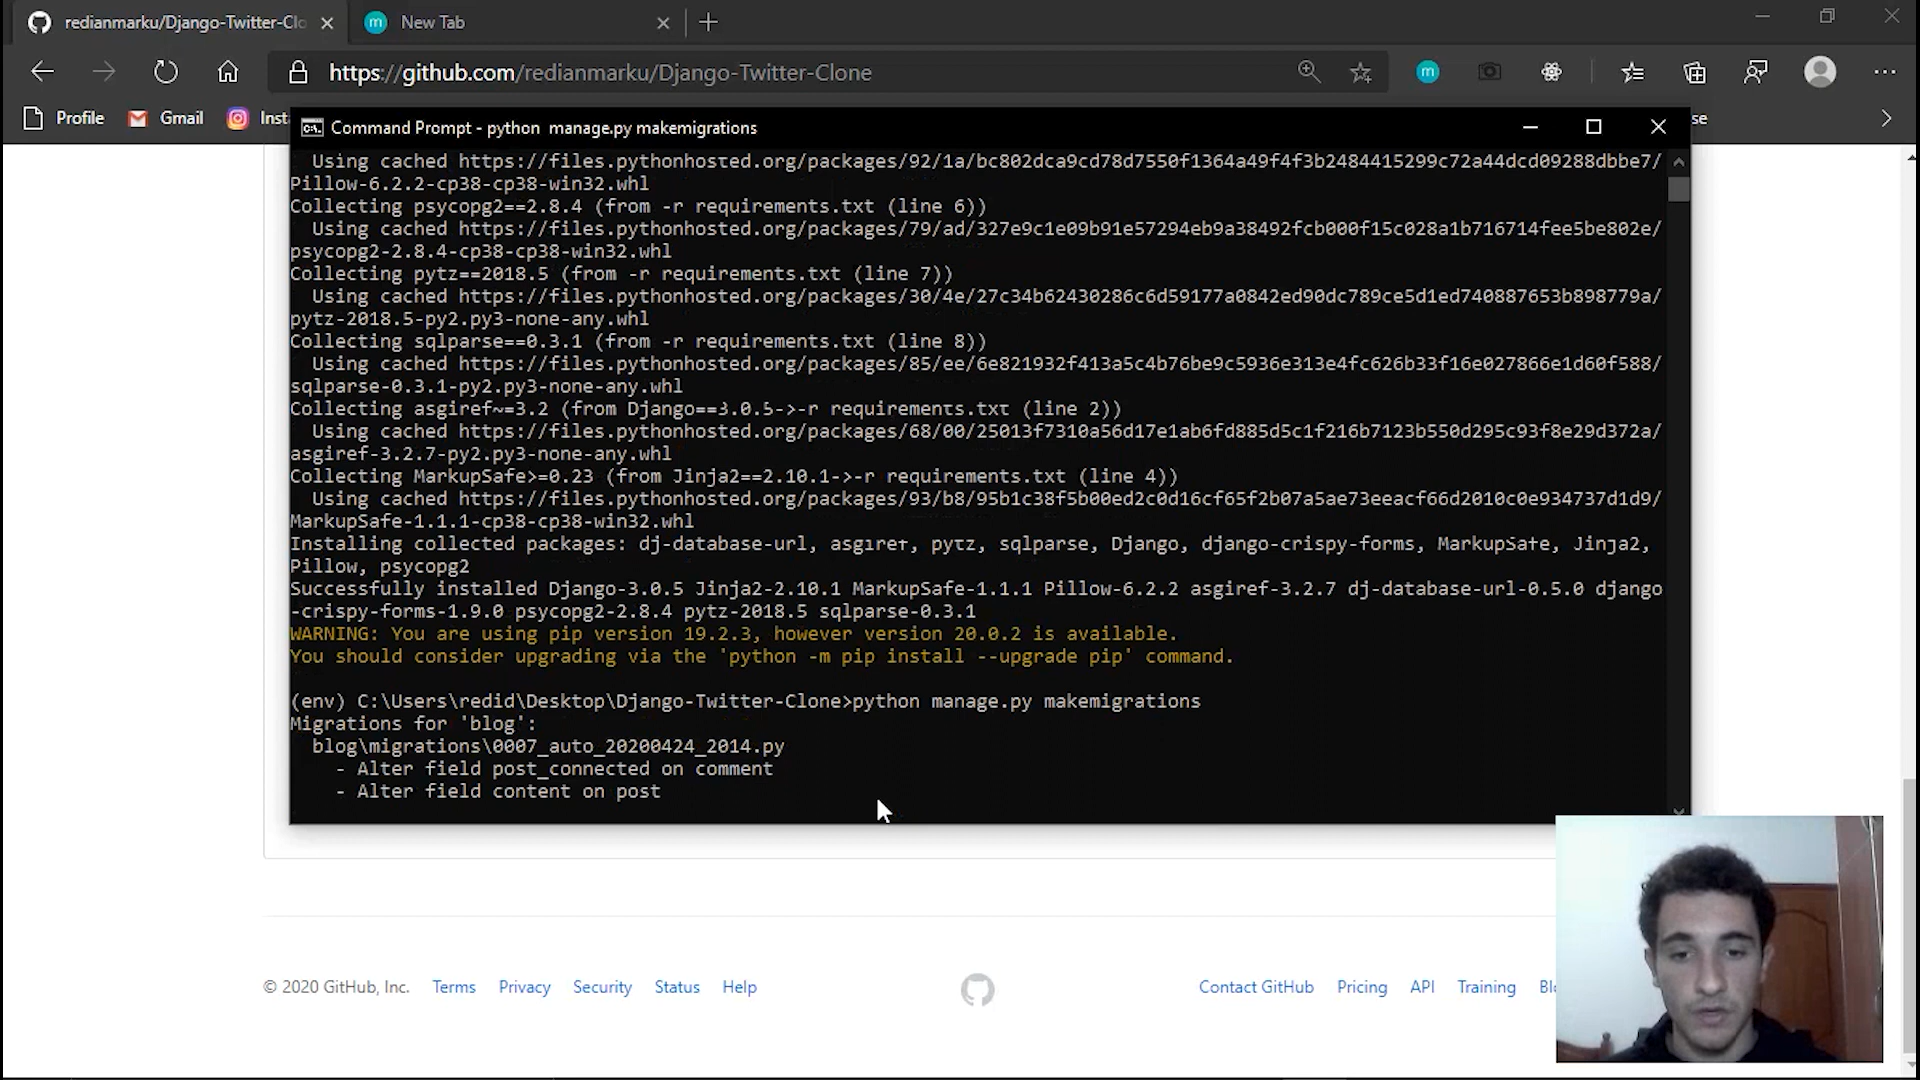 redianmarku/Django-Twitter-Clo
m New Tab
https://github.com/redianmarku/Django-Twitter-Clone
m
Profile Gmail Insta se
Command Prompt - python manage.py makemigrations
Using cached https://files.pythonhosted.org/packages/92/1a/bc802dca9cd78d7550f1364a49f4f3b2484415299c72a44dcd09288dbbe7/
Pillow-6.2.2-cp38-cp38-win32.whl
Collecting psycopg2==2.8.4 (from -r requirements.txt (line 6))
Using cached https://files.pythonhosted.org/packages/79/ad/327e9c1e09b91e57294eb9a38492fcb000f15c028a1b716714fee5be802e/
psycopg2-2.8.4-cp38-cp38-win32.whl
Collecting pytz==2018.5 (from -r requirements.txt (line 7))
Using cached https://files.pythonhosted.org/packages/30/4e/27c34b62430286c6d59177a0842ed90dc789ce5d1ed740887653b898779a/
pytz-2018.5-py2.py3-none-any.whl
Collecting sqlparse==0.3.1 (from -r requirements.txt (line 8))
Using cached https://files.pythonhosted.org/packages/85/ee/6e821932f413a5c4b76be9c5936e313e4fc626b33f16e027866e1d60f588/
sqlparse-0.3.1-py2.py3-none-any.whl
Collecting asgiref~=3.2 (from Django==3.0.5->-r requirements.txt (line 2))
Using cached https://files.pythonhosted.org/packages/68/00/25013f7310a56d17e1ab6fd885d5c1f216b7123b550d295c93f8e29d372a/
asgiref-3.2.7-py2.py3-none-any.whl
Collecting MarkupSafe>=0.23 (from Jinja2==2.10.1->-r requirements.txt (line 4))
Using cached https://files.pythonhosted.org/packages/93/b8/95b1c38f5b00ed2c0d16cf65f2b07a5ae73eeacf66d2010c0e934737d1d9/
MarkupSafe-1.1.1-cp38-cp38-win32.whl
Installing collected packages: dj-database-url, asgiref, pytz, sqlparse, Django, django-crispy-forms, MarkupSafe, Jinja2,
Pillow, psycopg2
Successfully installed Django-3.0.5 Jinja2-2.10.1 MarkupSafe-1.1.1 Pillow-6.2.2 asgiref-3.2.7 dj-database-url-0.5.0 django
-crispy-forms-1.9.0 psycopg2-2.8.4 pytz-2018.5 sqlparse-0.3.1
WARNING: You are using pip version 19.2.3, however version 20.0.2 is available.
You should consider upgrading via the 'python -m pip install --upgrade pip' command.
(env) C:\Users\redid\Desktop\Django-Twitter-Clone>python manage.py makemigrations
Migrations for 'blog':
blog\migrations\0007_auto_20200424_2014.py
- Alter field post_connected on comment
- Alter field content on post
© 2020 GitHub, Inc. Terms Privacy Security Status Help Contact GitHub Pricing API Training Blo